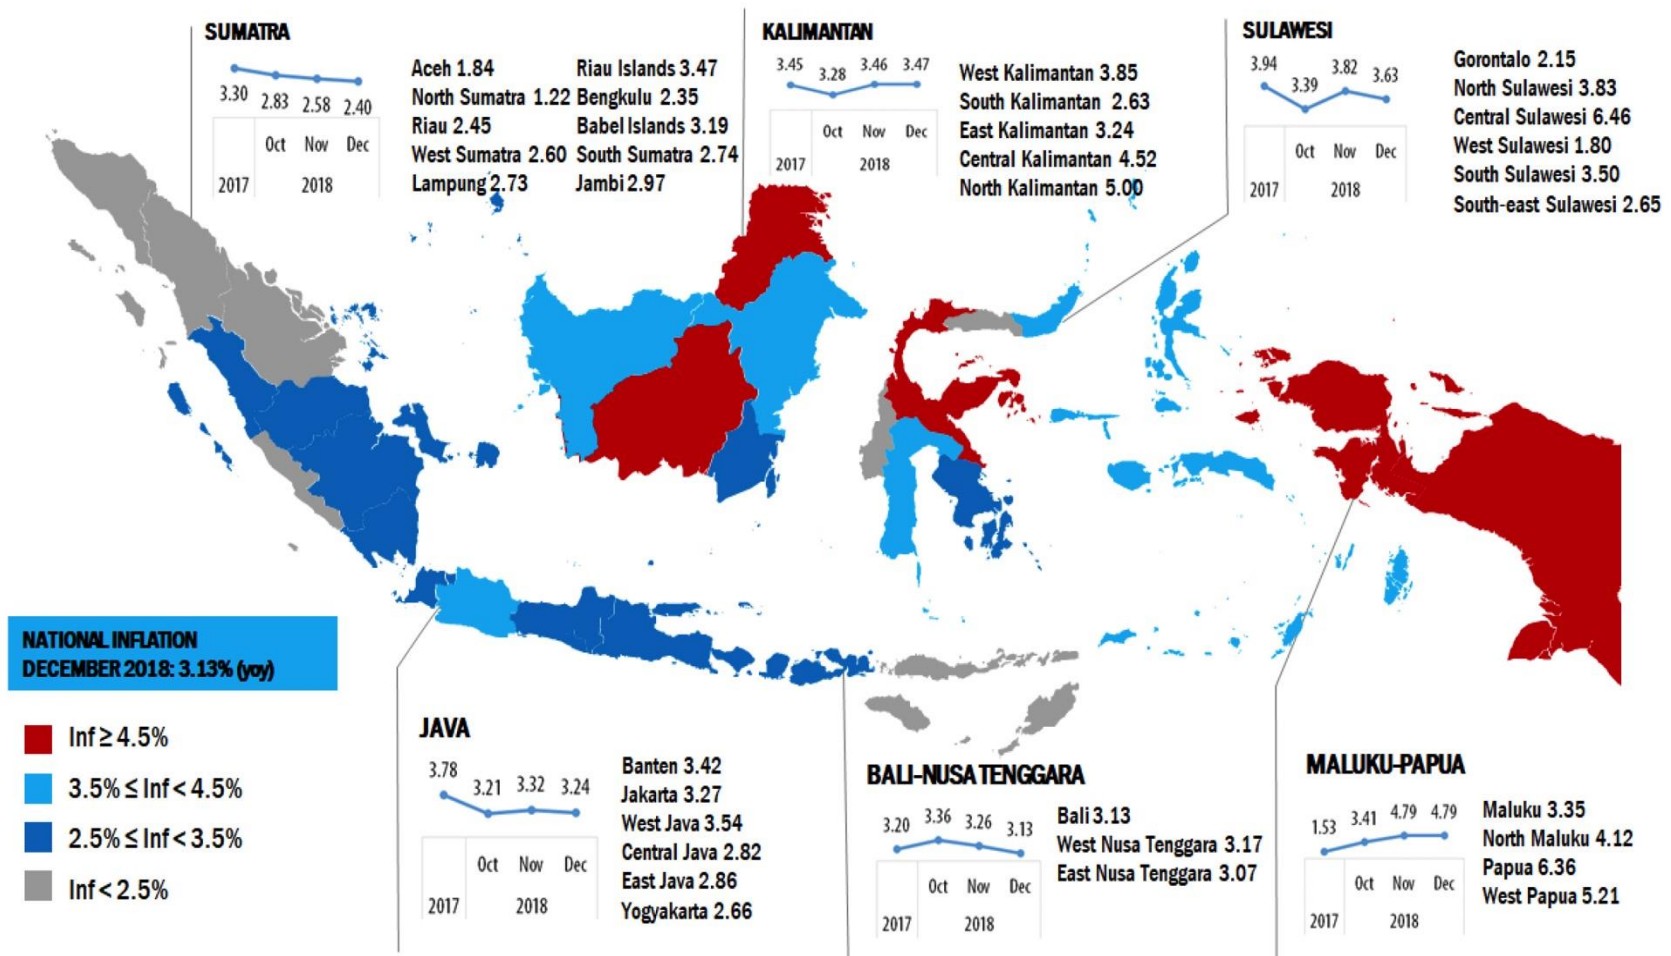 SUMATRA
3.30
2.83
2.58
2.40
Oct Nov Dec
2017 2018
Aceh 1.84
North Sumatra 1.22
Riau 2.45
West Sumatra 2.60
Lampung 2.73
Riau Islands 3.47
Bengkulu 2.35
Babel Islands 3.19
South Sumatra 2.74
Jambi 2.97
KALIMANTAN
3.45
3.28
3.46
3.47
Oct Nov Dec
2017 2018
West Kalimantan 3.85
South Kalimantan 2.63
East Kalimantan 3.24
Central Kalimantan 4.52
North Kalimantan 5.00
SULAWESI
3.94
3.39
3.82
3.63
Oct Nov Dec
2017 2018
Gorontalo 2.15
North Sulawesi 3.83
Central Sulawesi 6.46
West Sulawesi 1.80
South Sulawesi 3.50
South-east Sulawesi 2.65
NATIONAL INFLATION
DECEMBER 2018: 3.13% (yoy)
Inf ≥ 4.5%
3.5% ≤ Inf < 4.5%
2.5% ≤ Inf < 3.5%
Inf < 2.5%
JAVA
3.78
3.21
3.32
3.24
Oct Nov Dec
2017 2018
Banten 3.42
Jakarta 3.27
West Java 3.54
Central Java 2.82
East Java 2.86
Yogyakarta 2.66
BALI-NUSA TENGGARA
3.20
3.36
3.26
3.13
Oct Nov Dec
2017 2018
Bali 3.13
West Nusa Tenggara 3.17
East Nusa Tenggara 3.07
MALUKU-PAPUA
1.53
3.41
4.79
4.79
Oct Nov Dec
2017 2018
Maluku 3.35
North Maluku 4.12
Papua 6.36
West Papua 5.21